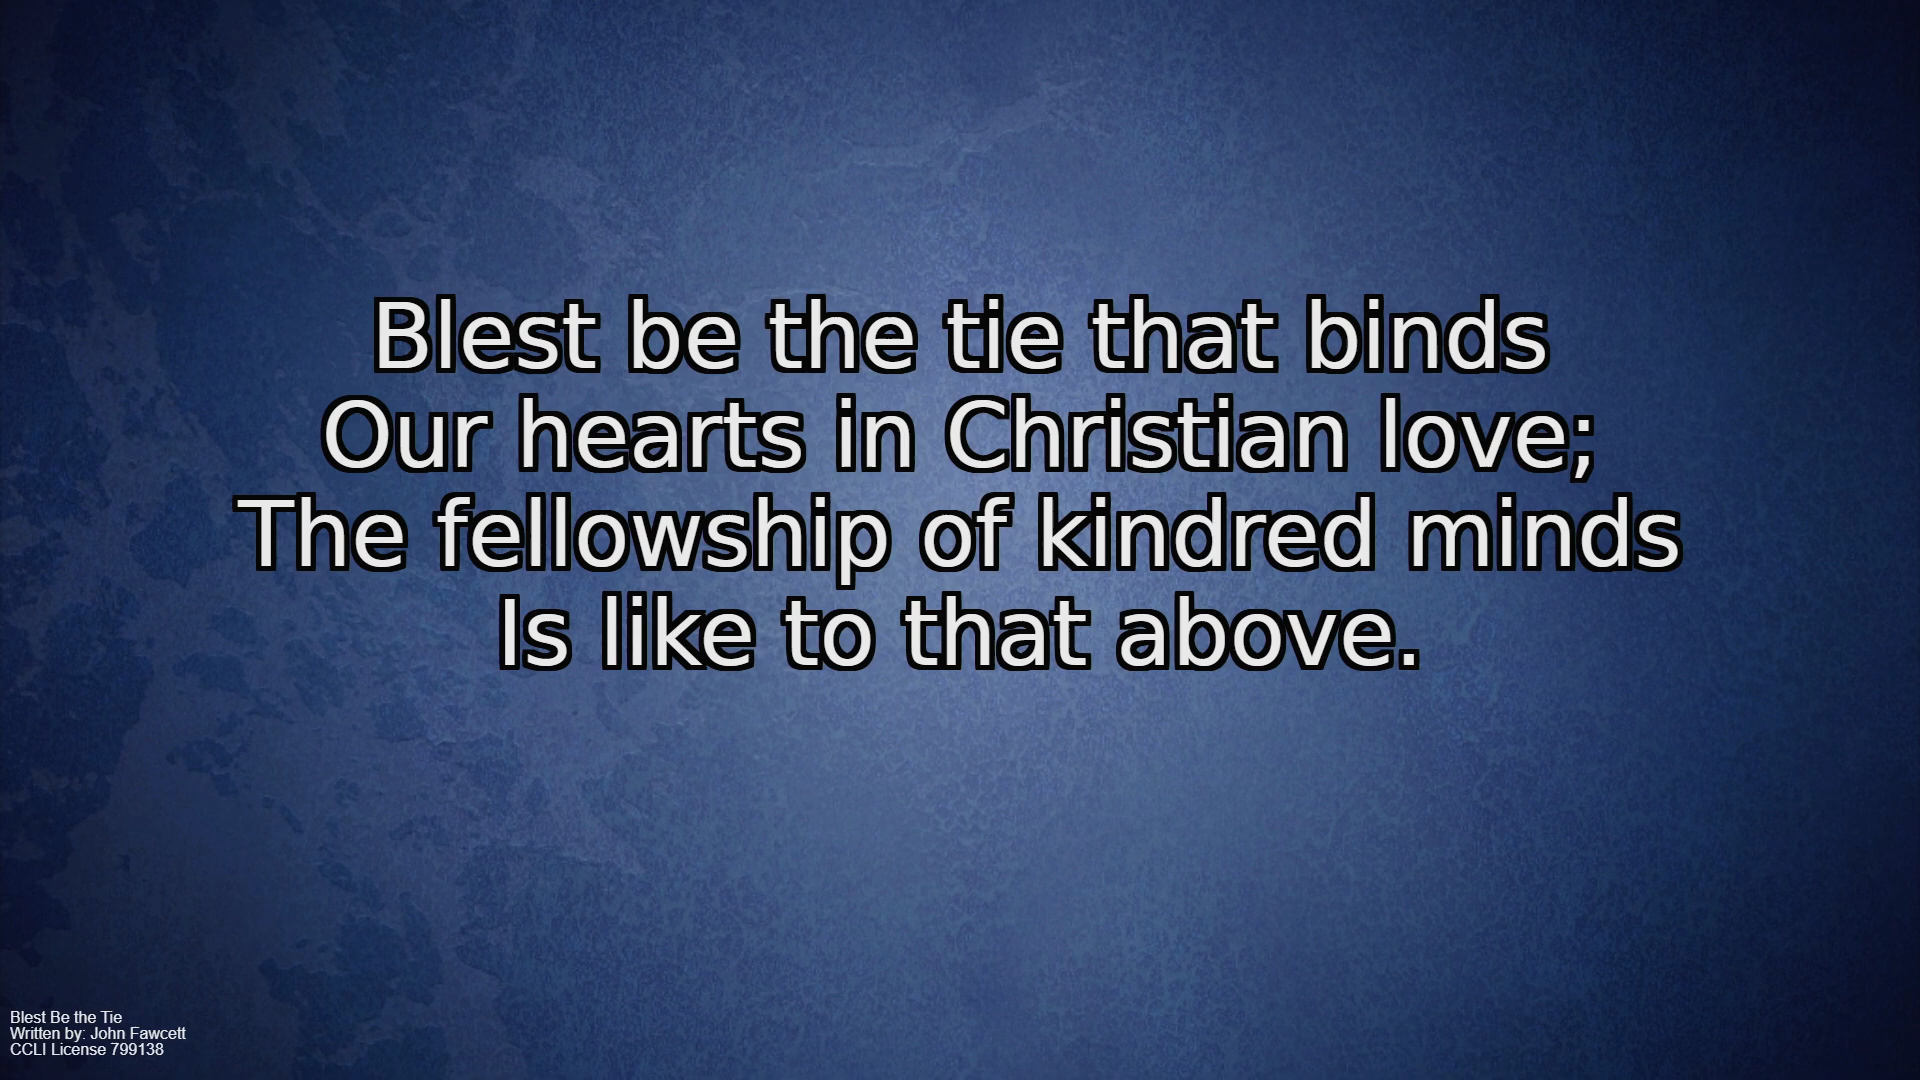 Blest be the tie that binds
Our hearts in Christian love;
The fellowship of kindred minds
Is like to that above.
Blest Be the Tie
Written by: John Fawcett
CCLI License 799138